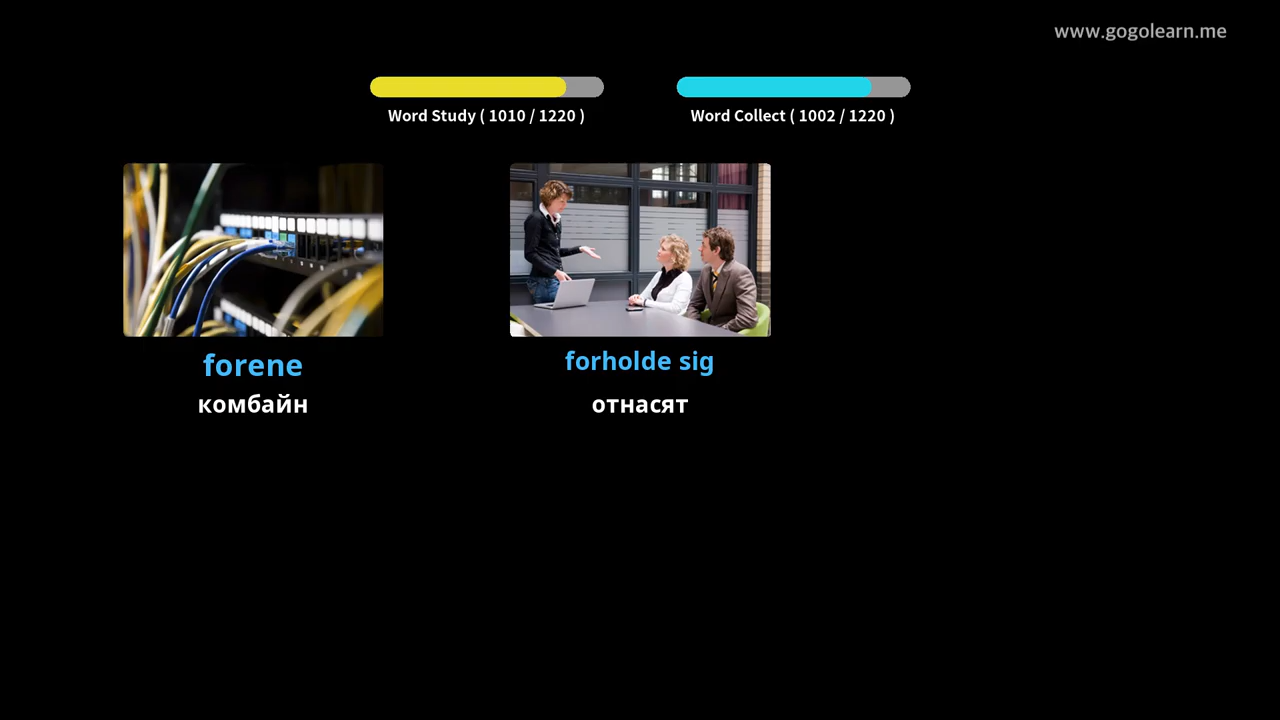 www.gogolearn.me
Word Study ( 1010 / 1220 )
Word Collect ( 1002 / 1220 )
forene
комбайн
forholde sig
отнасят